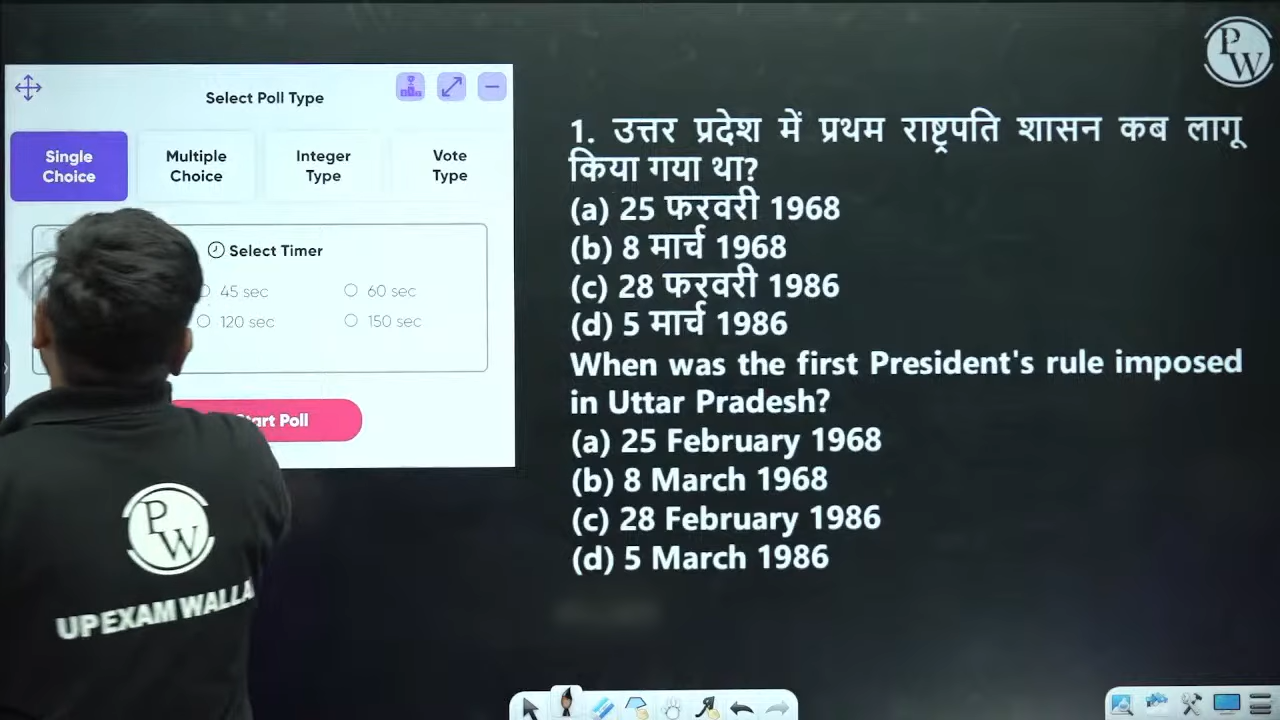 PW
Select Poll Type
Single Choice
Multiple Choice
Integer Type
Vote Type
Select Timer
45 sec
60 sec
120 sec
150 sec
Start Poll
1. उत्तर प्रदेश में प्रथम राष्ट्रपति शासन कब लागू
किया गया था?
(a) 25 फरवरी 1968
(b) 8 मार्च 1968
(c) 28 फरवरी 1986
(d) 5 मार्च 1986
When was the first President's rule imposed
in Uttar Pradesh?
(a) 25 February 1968
(b) 8 March 1968
(c) 28 February 1986
(d) 5 March 1986
PW
UP EXAM WALLA